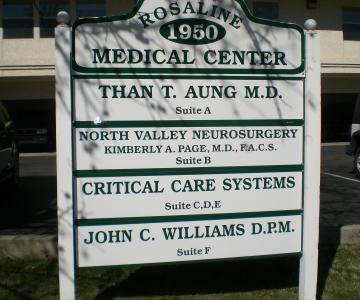 ROSALINE
1950
MEDICAL CENTER
THAN T. AUNG M.D.
Suite A
NORTH VALLEY NEUROSURGERY
KIMBERLY A. PAGE, M.D., F.A.C.S.
Suite B
CRITICAL CARE SYSTEMS
Suite C,D,E
JOHN C. WILLIAMS D.P.M.
Suite F